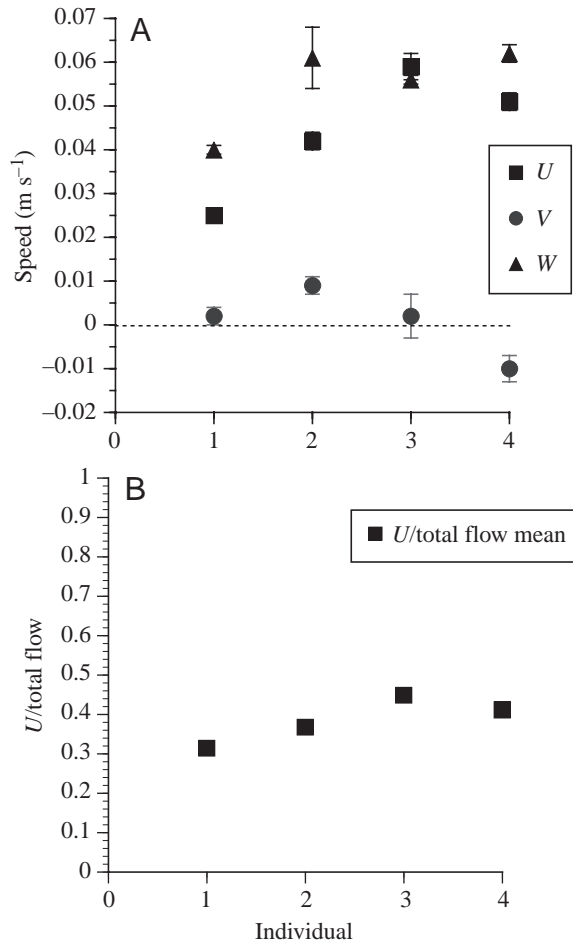 A
0.07
0.06
0.05
0.04
0.03
0.02
0.01
0
–0.01
–0.02
Speed (m s–1)
U
V
W
0 1 2 3 4
B
1
0.9
0.8
0.7
0.6
0.5
0.4
0.3
0.2
0.1
0
U/total flow
U/total flow mean
0 1 2 3 4
Individual